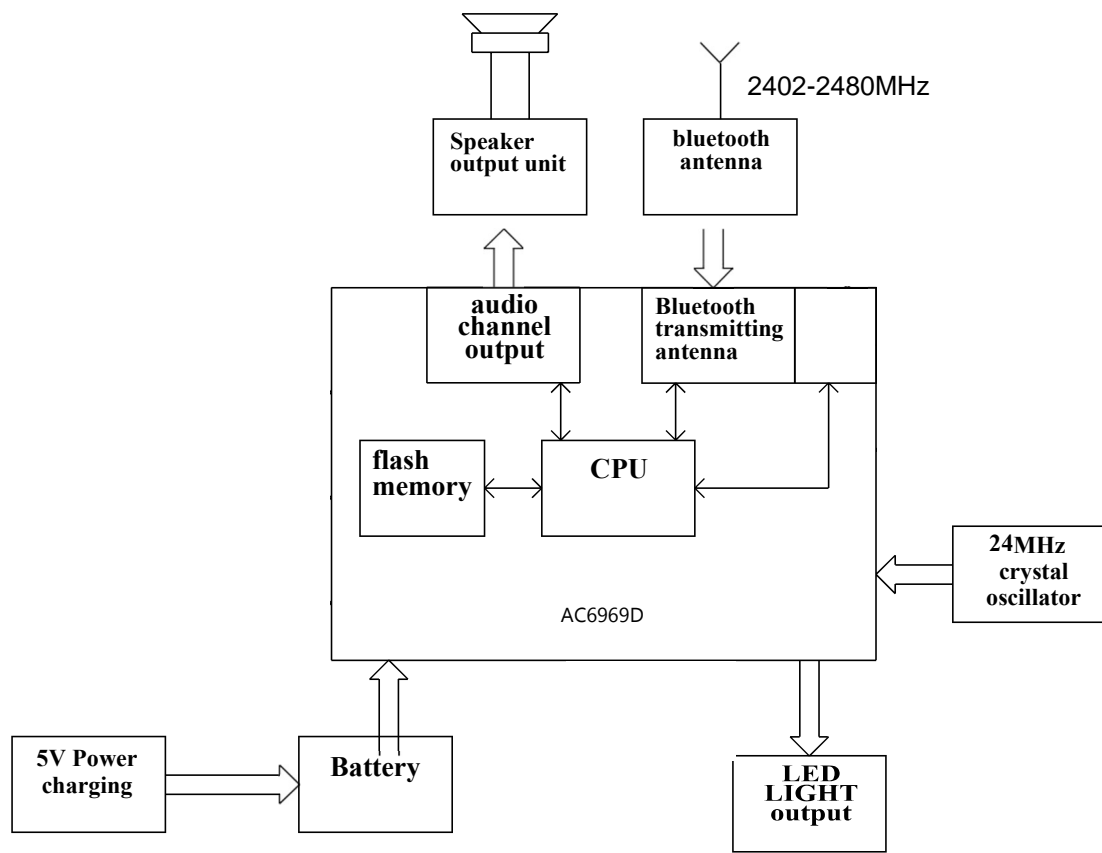 2402-2480MHz
Speaker
output unit
bluetooth
antenna
audio
channel
output
Bluetooth
transmitting
antenna
flash
memory
CPU
24MHz
crystal
oscillator
AC6969D
5V Power
charging
Battery
LED
LIGHT
output